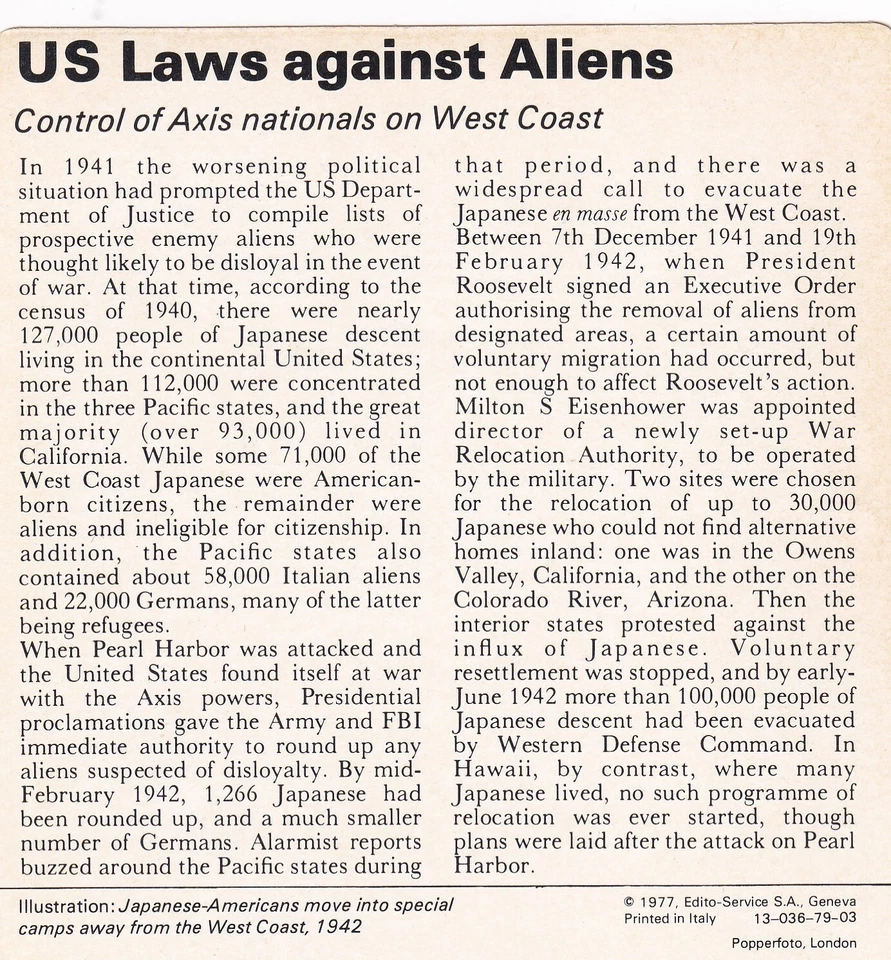 US Laws against Aliens
Control of Axis nationals on West Coast
In 1941 the worsening political
situation had prompted the US Depart-
ment of Justice to compile lists of
prospective enemy aliens who were
thought likely to be disloyal in the event
of war. At that time, according to the
census of 1940, there were nearly
127,000 people of Japanese descent
living in the continental United States;
more than 112,000 were concentrated
in the three Pacific states, and the great
majority (over 93,000) lived in
California. While some 71,000 of the
West Coast Japanese were American-
born citizens, the remainder were
aliens and ineligible for citizenship. In
addition, the Pacific states also
contained about 58,000 Italian aliens
and 22,000 Germans, many of the latter
being refugees.
When Pearl Harbor was attacked and
the United States found itself at war
with the Axis powers, Presidential
proclamations gave the Army and FBI
immediate authority to round up any
aliens suspected of disloyalty. By mid-
February 1942, 1,266 Japanese had
been rounded up, and a much smaller
number of Germans. Alarmist reports
buzzed around the Pacific states during
that period, and there was a
widespread call to evacuate the
Japanese en masse from the West Coast.
Between 7th December 1941 and 19th
February 1942, when President
Roosevelt signed an Executive Order
authorising the removal of aliens from
designated areas, a certain amount of
voluntary migration had occurred, but
not enough to affect Roosevelt's action.
Milton S Eisenhower was appointed
director of a newly set-up War
Relocation Authority, to be operated
by the military. Two sites were chosen
for the relocation of up to 30,000
Japanese who could not find alternative
homes inland: one was in the Owens
Valley, California, and the other on the
Colorado River, Arizona. Then the
interior states protested against the
influx of Japanese. Voluntary
resettlement was stopped, and by early-
June 1942 more than 100,000 people of
Japanese descent had been evacuated
by Western Defense Command. In
Hawaii, by contrast, where many
Japanese lived, no such programme of
relocation was ever started, though
plans were laid after the attack on Pearl
Harbor.
Illustration: Japanese-Americans move into special
camps away from the West Coast, 1942
© 1977, Edito-Service S.A., Geneva
Printed in Italy 13–036–79–03
Popperfoto, London